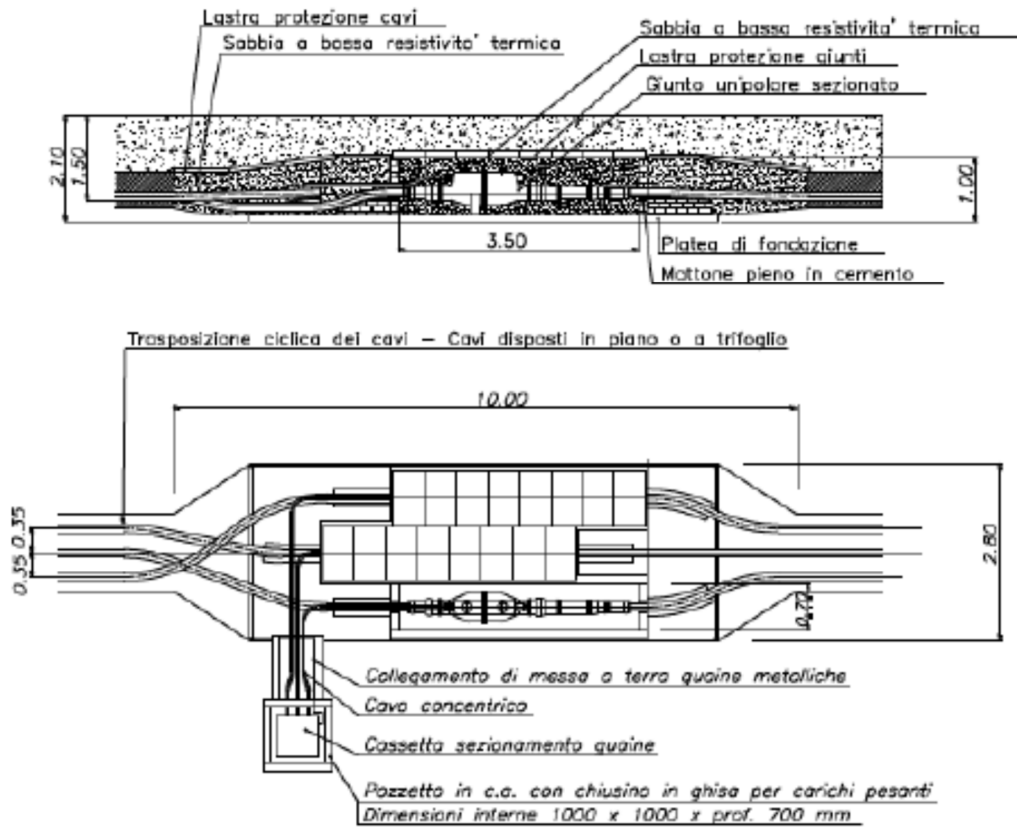 Lastra protezione cavi
Sabbia a bassa resistivita' termica
Sabbia a bassa resistivita' termica
Lastra protezione giunti
Giunto unipolare sezionato
2.10
1.50
1.00
3.50
Platea di fondazione
Mattone pieno in cemento
Trasposizione ciclica dei cavi – Cavi disposti in piano o a trifoglio
10.00
0.35
0.35
2.80
0.70
Collegamento di messa a terra guaine metalliche
Cavo concentrico
Cassetta sezionamento guaine
Pozzetto in c.a. con chiusino in ghisa per carichi pesanti
Dimensioni interne 1000 x 1000 x prof. 700 mm